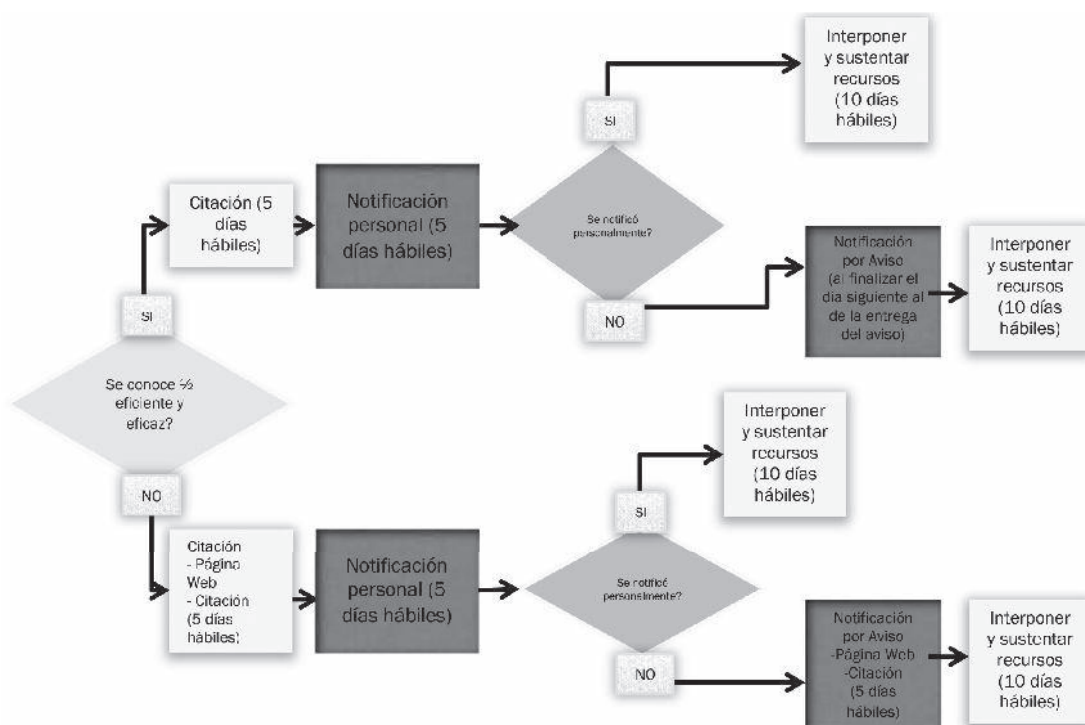 Interponer
y sustentar
recursos
(10 días
hábiles)
SI
Citación (5
días
hábiles)
Notificación
personal (5
días hábiles)
Se notificó
personalmente?
NO
Notificación
por Aviso
(al finalizar el
día siguiente al
de la entrega
del aviso)
Interponer
y sustentar
recursos
(10 días
hábiles)
SI
Se conoce ½
eficiente y
eficaz?
NO
Citación
- Página
Web
- Citación
(5 días
hábiles)
Notificación
personal (5
días hábiles)
Interponer
y sustentar
recursos
(10 días
hábiles)
SI
Se notificó
personalmente?
NO
Notificación
por Aviso
-Página Web
-Citación
(5 días
hábiles)
Interponer
y sustentar
recursos
(10 días
hábiles)